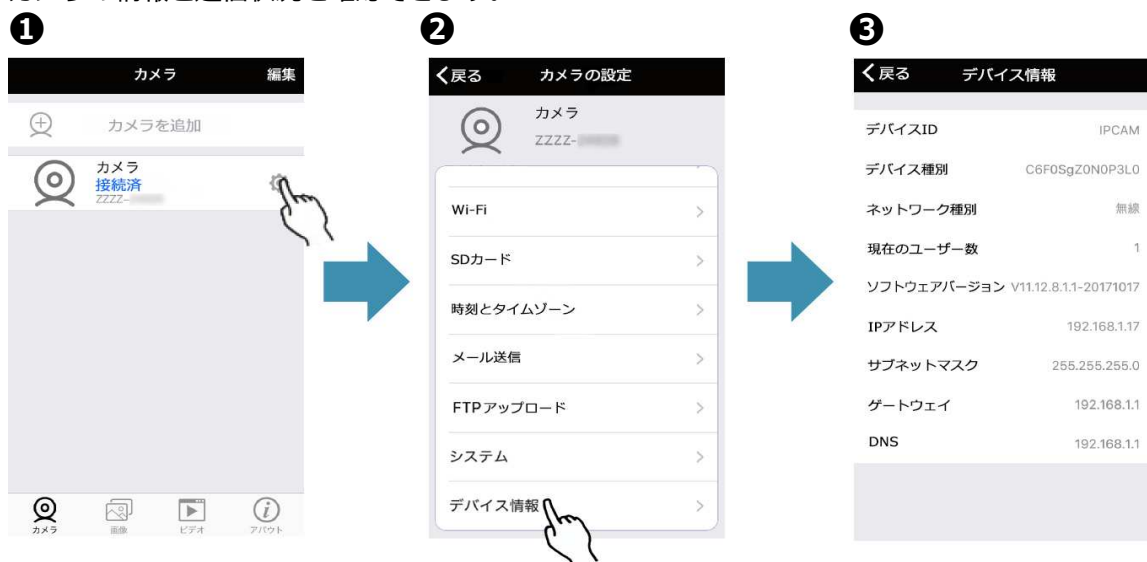 ❶
カメラ 編集
カメラを追加
カメラ
接続済
ZZZZ-
カメラ 画像 ビデオ アバウト
❷
戻る カメラの設定
カメラ
ZZZZ-
Wi-Fi
SDカード
時刻とタイムゾーン
メール送信
FTPアップロード
システム
デバイス情報
❸
戻る デバイス情報
デバイスID IPCAM
デバイス種別 C6F0SgZ0N0P3L0
ネットワーク種別 無線
現在のユーザー数 1
ソフトウェアバージョン V11.12.8.1.1-20171017
IPアドレス 192.168.1.17
サブネットマスク 255.255.255.0
ゲートウェイ 192.168.1.1
DNS 192.168.1.1